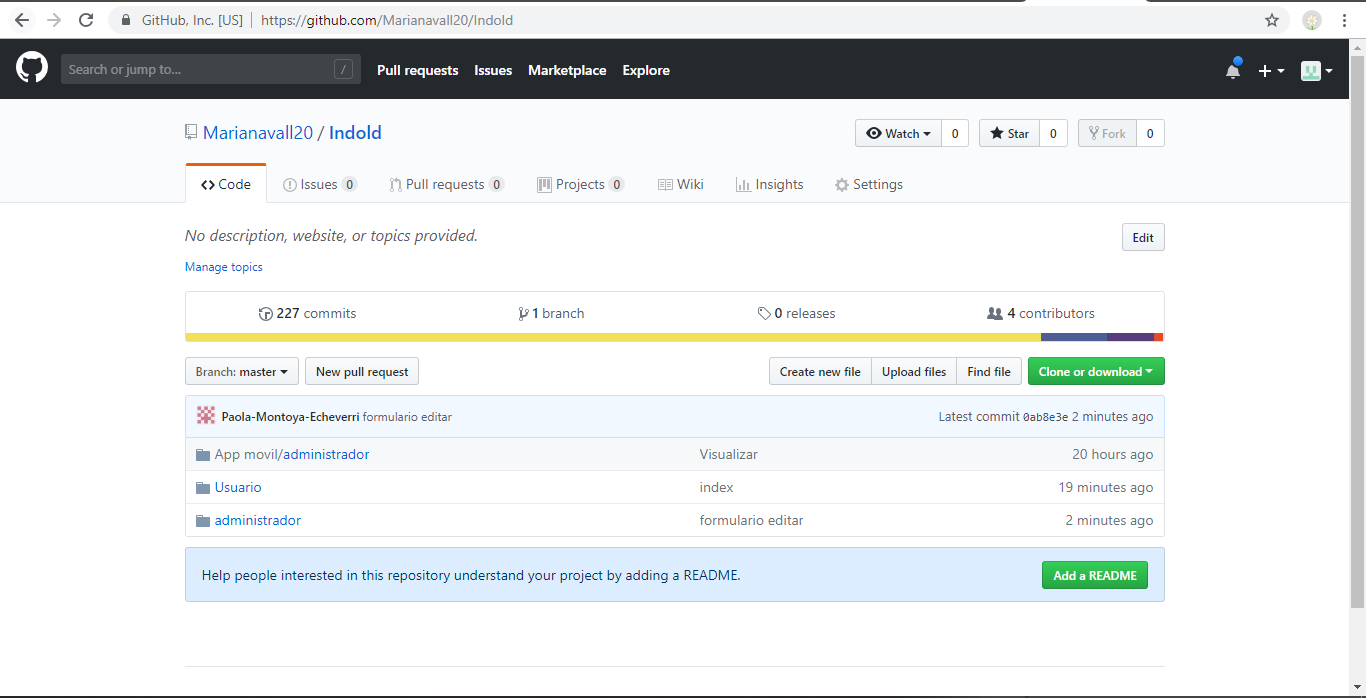 GitHub, Inc. [US] | https://github.com/Marianavall20/Indold
Search or jump to... / Pull requests Issues Marketplace Explore
Marianavall20 / Indold Watch 0 Star 0 Fork 0
Code Issues 0 Pull requests 0 Projects 0 Wiki Insights Settings
No description, website, or topics provided. Edit
Manage topics
227 commits 1 branch 0 releases 4 contributors
Branch: master New pull request Create new file Upload files Find file Clone or download
Paola-Montoya-Echeverri formulario editar Latest commit 0ab8e3e 2 minutes ago
App movil/administrador Visualizar 20 hours ago
Usuario index 19 minutes ago
administrador formulario editar 2 minutes ago
Help people interested in this repository understand your project by adding a README. Add a README